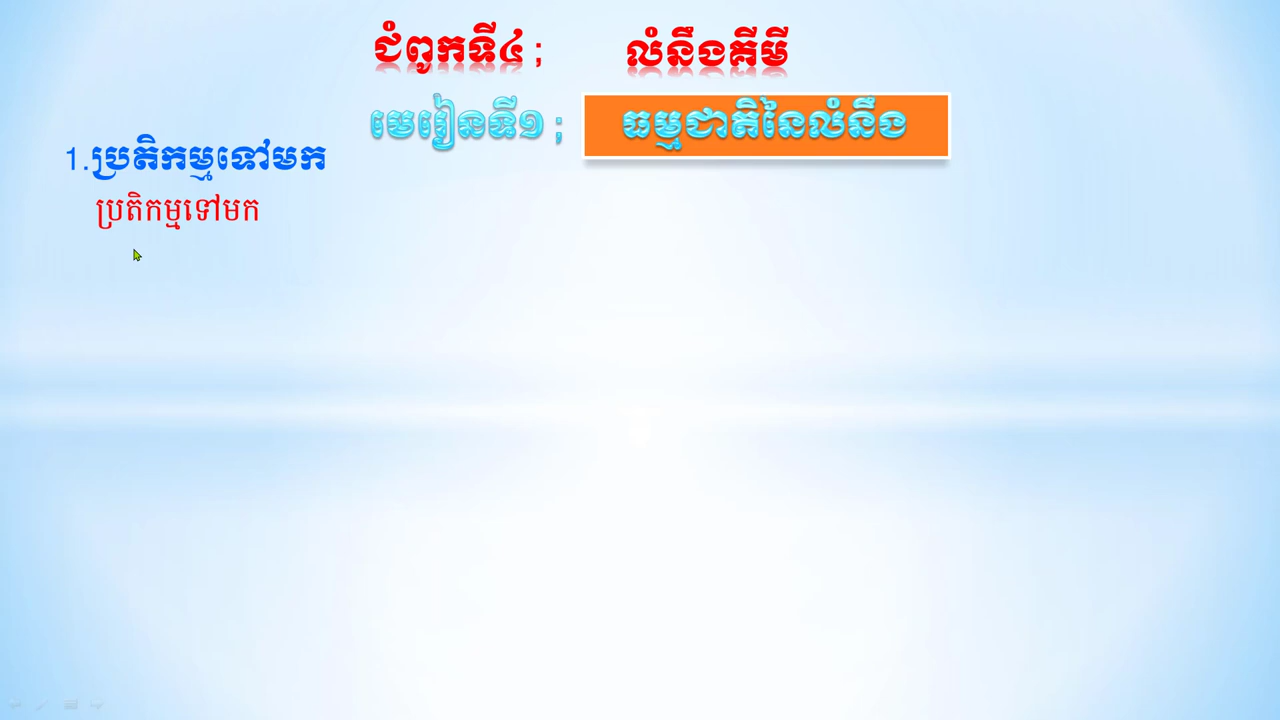 ជំពូកទី៤ ; លំនឹងគីមី
មេរៀនទី១ ; ធម្មជាតិនៃលំនឹង
1.ប្រតិកម្មទៅមក
ប្រតិកម្មទៅមក